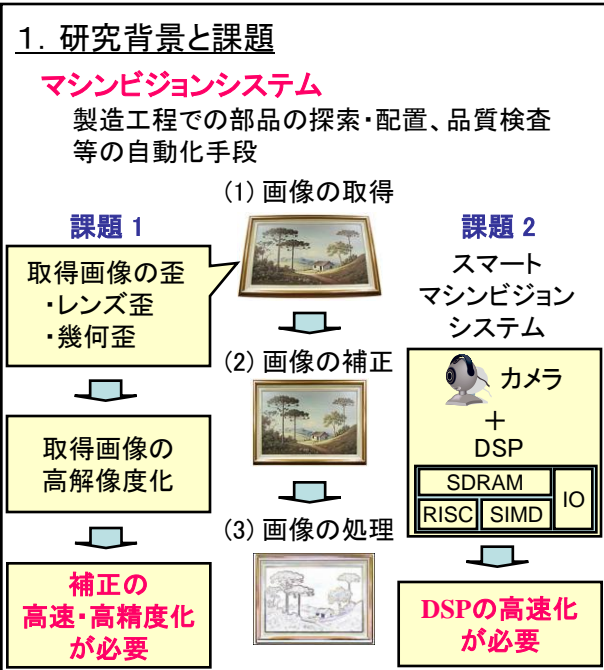 1. 研究背景と課題
マシンビジョンシステム
製造工程での部品の探索・配置、品質検査
等の自動化手段
(1) 画像の取得
課題 1
取得画像の歪
・レンズ歪
・幾何歪
取得画像の
高解像度化
補正の
高速・高精度化
が必要
(2) 画像の補正
(3) 画像の処理
課題 2
スマート
マシンビジョン
システム
カメラ
+
DSP
SDRAM
IO
RISC SIMD
DSPの高速化
が必要